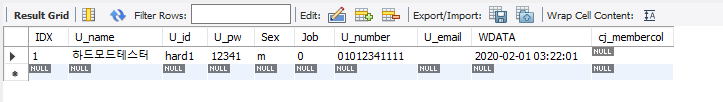 Result Grid Filter Rows: Edit: Export/Import: Wrap Cell Content:
IDX U_name U_id U_pw Sex Job U_number U_email WDATA cj_membercol
1 하드모드테스터 hard1 12341 m 0 01012341111 2020-02-01 03:22:01 NULL
NULL NULL NULL NULL NULL NULL NULL NULL NULL NULL